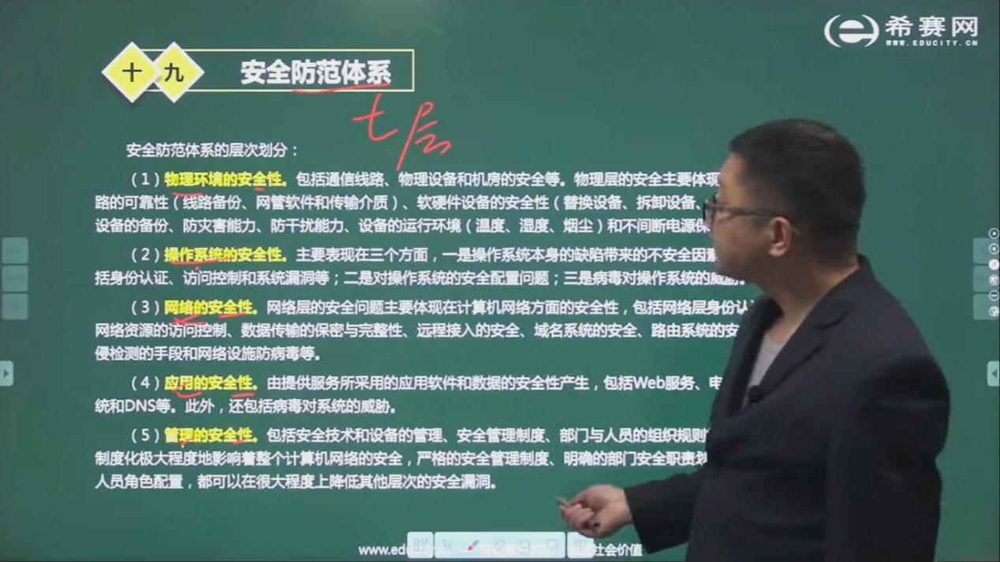 希赛网
WWW.EDUCITY.CN
十九
安全防范体系
七层
安全防范体系的层次划分：
（1）物理环境的安全性。包括通信线路、物理设备和机房的安全等。物理层的安全主要体现
路的可靠性（线路备份、网管软件和传输介质）、软硬件设备的安全性（替换设备、拆卸设备、
设备的备份、防灾害能力、防干扰能力、设备的运行环境（温度、湿度、烟尘）和不间断电源保
（2）操作系统的安全性。主要表现在三个方面，一是操作系统本身的缺陷带来的不安全因素
括身份认证、访问控制和系统漏洞等；二是对操作系统的安全配置问题；三是病毒对操作系统的威胁。
（3）网络的安全性。网络层的安全问题主要体现在计算机网络方面的安全性，包括网络层身份认
网络资源的访问控制、数据传输的保密与完整性、远程接入的安全、域名系统的安全、路由系统的安
侵检测的手段和网络设施防病毒等。
（4）应用的安全性。由提供服务所采用的应用软件和数据的安全性产生，包括Web服务、电
统和DNS等。此外，还包括病毒对系统的威胁。
（5）管理的安全性。包括安全技术和设备的管理、安全管理制度、部门与人员的组织规则
制度化极大程度地影响着整个计算机网络的安全，严格的安全管理制度、明确的部门安全职责划
人员角色配置，都可以在很大程度上降低其他层次的安全漏洞。
www.edu
社会价值